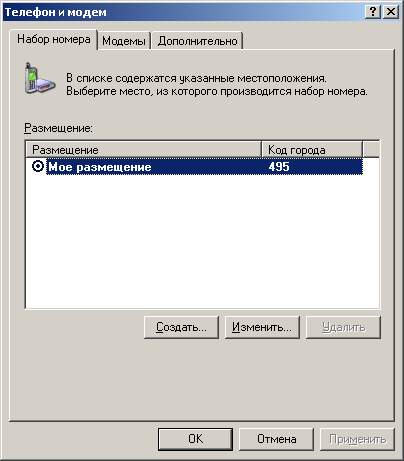 Телефон и модем
Набор номера Модемы Дополнительно
В списке содержатся указанные местоположения.
Выберите место, из которого производится набор номера.
Размещение:
Размещение Код города
Мое размещение 495
Создать... Изменить... Удалить
OK Отмена Применить